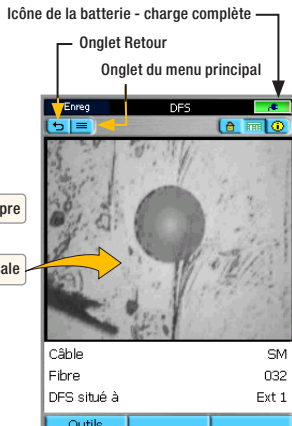 Icône de la batterie - charge complète
Onglet Retour
Onglet du menu principal
Enreg DFS
pre
ale
Câble SM
Fibre 032
DFS situé à Ext 1
Outils